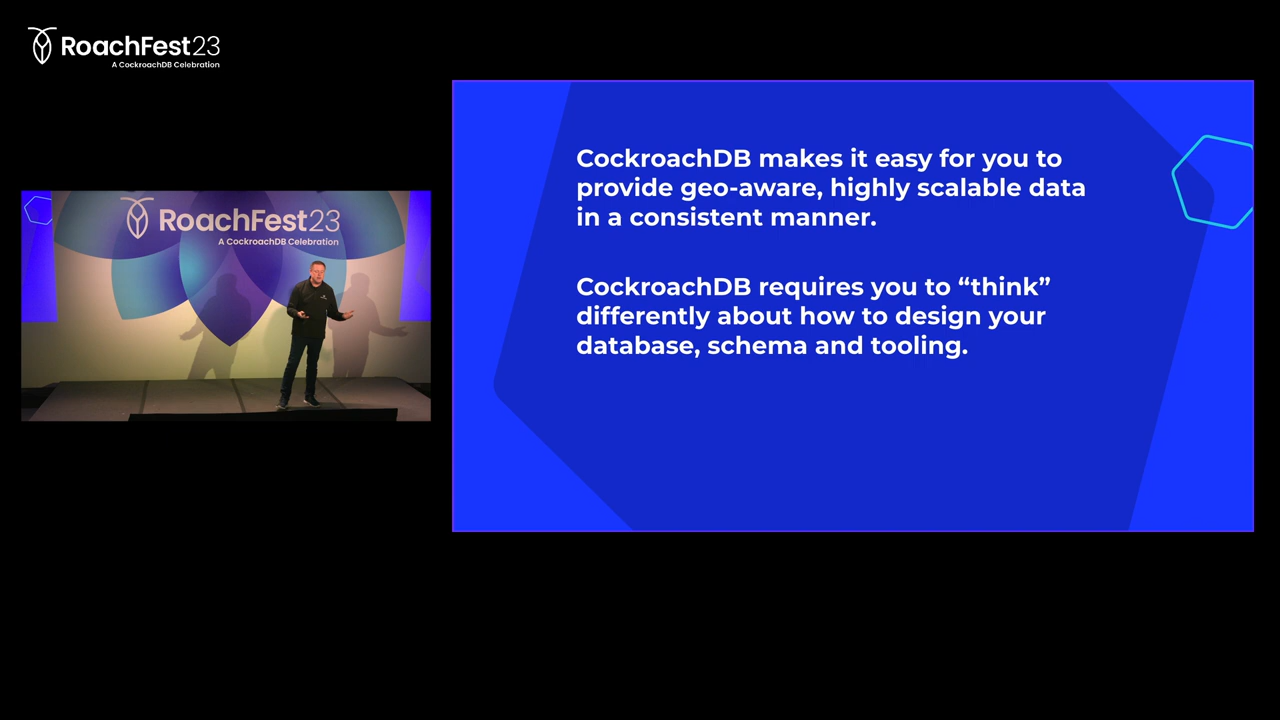 RoachFest23
A CockroachDB Celebration
RoachFest23
A CockroachDB Celebration
CockroachDB makes it easy for you to
provide geo-aware, highly scalable data
in a consistent manner.
CockroachDB requires you to “think”
differently about how to design your
database, schema and tooling.